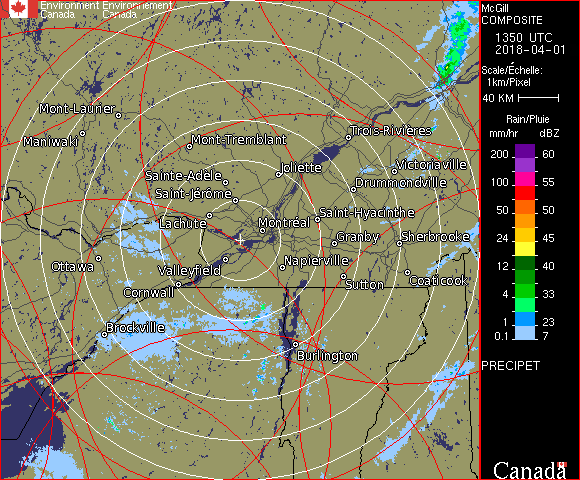 Environment Environnement
Canada Canada
McGill
COMPOSITE
1350 UTC
2018-04-01
Scale/Échelle:
1km/Pixel
40 KM
Rain/Pluie
mm/hr dBZ
200 60
150 57
100 55
50 50
24 45
12 40
4 33
1 23
0.1 7
PRECIPET
Mont-Laurier
Maniwaki
Mont-Tremblant
Trois-Rivières
Sainte-Adèle
Joliette
Victoriaville
Saint-Jérôme
Drummondville
Lachute
Saint-Hyacinthe
Montréal
Granby
Sherbrooke
Ottawa
Valleyfield
Napierville
Cornwall
Sutton
Coaticook
Brockville
Burlington
Canada